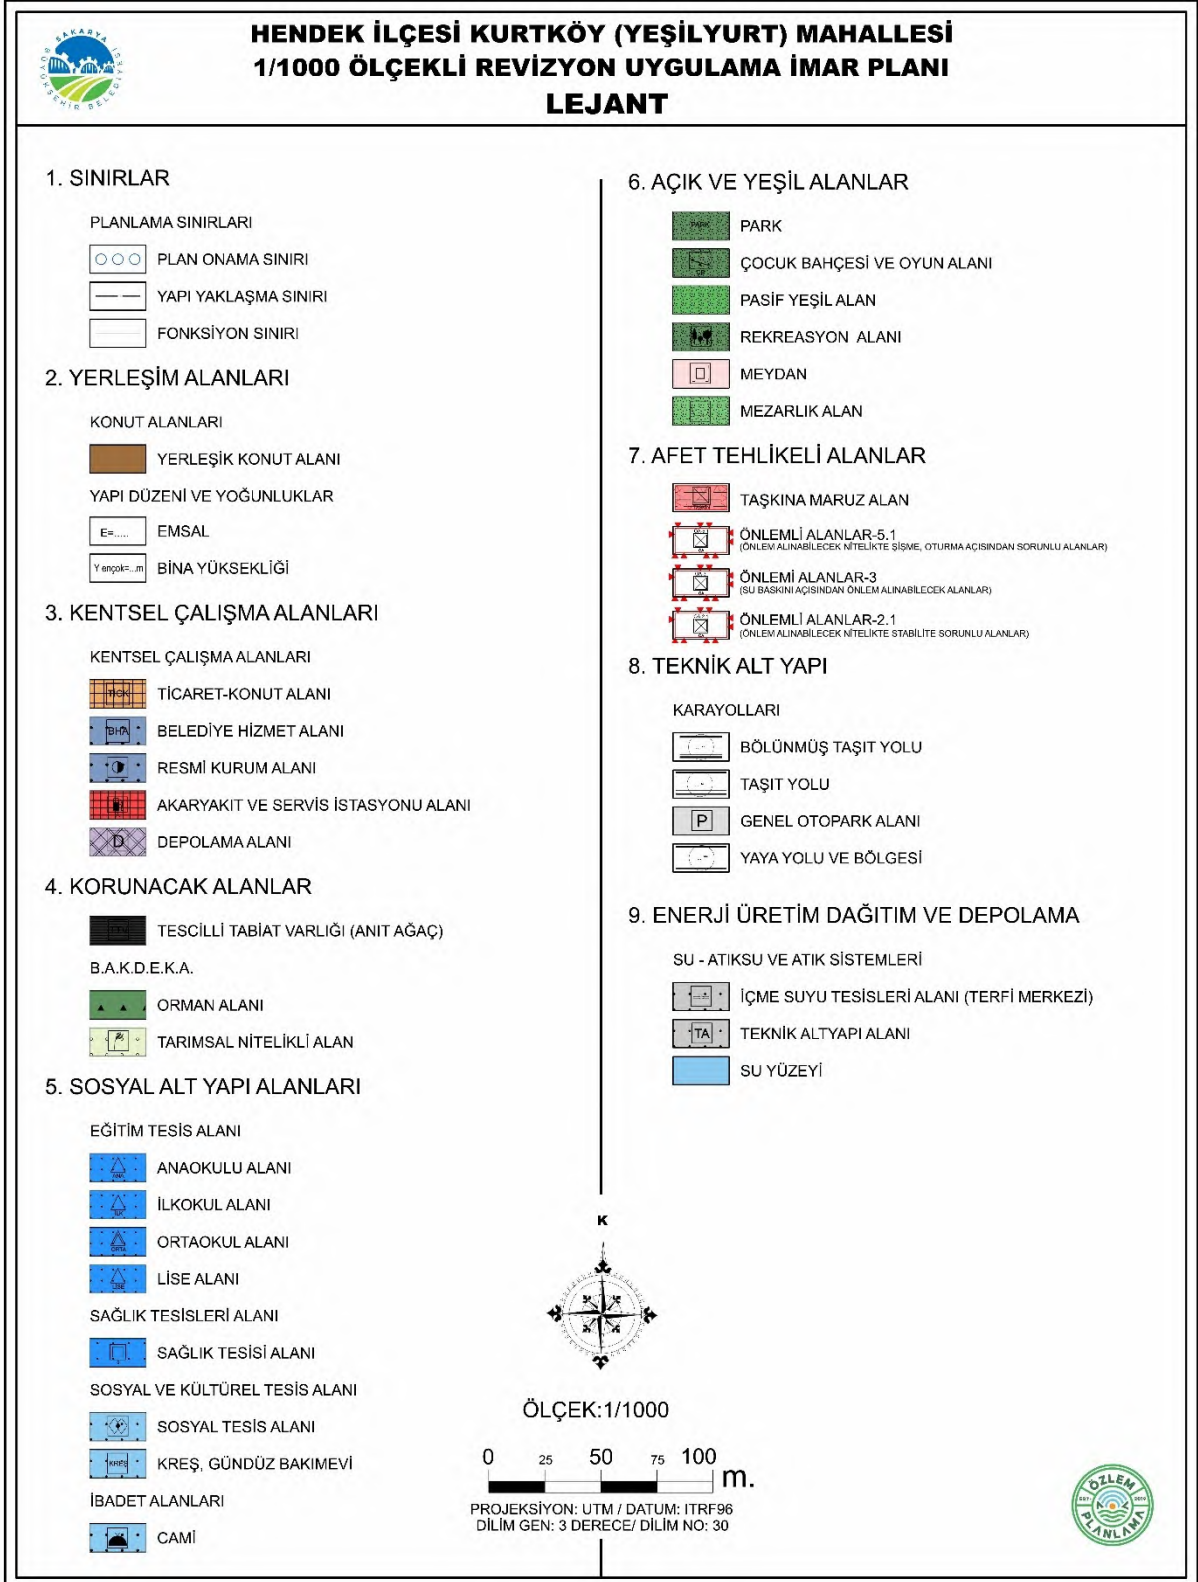 SAKARYA
BÜYÜKŞEHİR BELEDİYESİ
HENDEK İLÇESİ KURTKÖY (YEŞİLYURT) MAHALLESİ
1/1000 ÖLÇEKLİ REVİZYON UYGULAMA İMAR PLANI
LEJANT
1. SINIRLAR
PLANLAMA SINIRLARI
PLAN ONAMA SINIRI
YAPI YAKLAŞMA SINIRI
FONKSİYON SINIRI
2. YERLEŞİM ALANLARI
KONUT ALANLARI
YERLEŞİK KONUT ALANI
YAPI DÜZENİ VE YOĞUNLUKLAR
E=..... EMSAL
Y ençok=...m BİNA YÜKSEKLİĞİ
3. KENTSEL ÇALIŞMA ALANLARI
KENTSEL ÇALIŞMA ALANLARI
TİCK TİCARET-KONUT ALANI
BHA BELEDİYE HİZMET ALANI
RESMİ KURUM ALANI
AKARYAKIT VE SERVİS İSTASYONU ALANI
D DEPOLAMA ALANI
4. KORUNACAK ALANLAR
TESCİLLİ TABİAT VARLIĞI (ANIT AĞAÇ)
B.A.K.D.E.K.A.
ORMAN ALANI
TARIMSAL NİTELİKLİ ALAN
5. SOSYAL ALT YAPI ALANLARI
EĞİTİM TESİS ALANI
ANA ANAOKULU ALANI
İLKOKUL ALANI
ORTA ORTAOKUL ALANI
LİSE LİSE ALANI
SAĞLIK TESİSLERİ ALANI
SAĞLIK TESİSİ ALANI
SOSYAL VE KÜLTÜREL TESİS ALANI
SOSYAL TESİS ALANI
KREŞ KREŞ, GÜNDÜZ BAKIMEVİ
İBADET ALANLARI
CAMİ
6. AÇIK VE YEŞİL ALANLAR
PARK PARK
ÇOCUK BAHÇESİ VE OYUN ALANI
PASİF YEŞİL ALAN
REKREASYON ALANI
MEYDAN
MEZARLIK ALAN
7. AFET TEHLİKELİ ALANLAR
TAŞKINA MARUZ ALAN
ÖNLEMLİ ALANLAR-5.1
(ÖNLEM ALINABİLECEK NİTELİKTE ŞİŞME, OTURMA AÇISINDAN SORUNLU ALANLAR)
ÖNLEMİ ALANLAR-3
(SU BASKINI AÇISINDAN ÖNLEM ALINABİLECEK ALANLAR)
ÖNLEMLİ ALANLAR-2.1
(ÖNLEM ALINABİLECEK NİTELİKTE STABİLİTE SORUNLU ALANLAR)
8. TEKNİK ALT YAPI
KARAYOLLARI
BÖLÜNMÜŞ TAŞIT YOLU
TAŞIT YOLU
P GENEL OTOPARK ALANI
YAYA YOLU VE BÖLGESİ
9. ENERJİ ÜRETİM DAĞITIM VE DEPOLAMA
SU - ATIKSU VE ATIK SİSTEMLERİ
İÇME SUYU TESİSLERİ ALANI (TERFİ MERKEZİ)
TA TEKNİK ALTYAPI ALANI
SU YÜZEYİ
K
ÖLÇEK:1/1000
0 25 50 75 100 m.
PROJEKSİYON: UTM / DATUM: ITRF96
DİLİM GEN: 3 DERECE/ DİLİM NO: 30
ÖZLEM
PLANLAMA